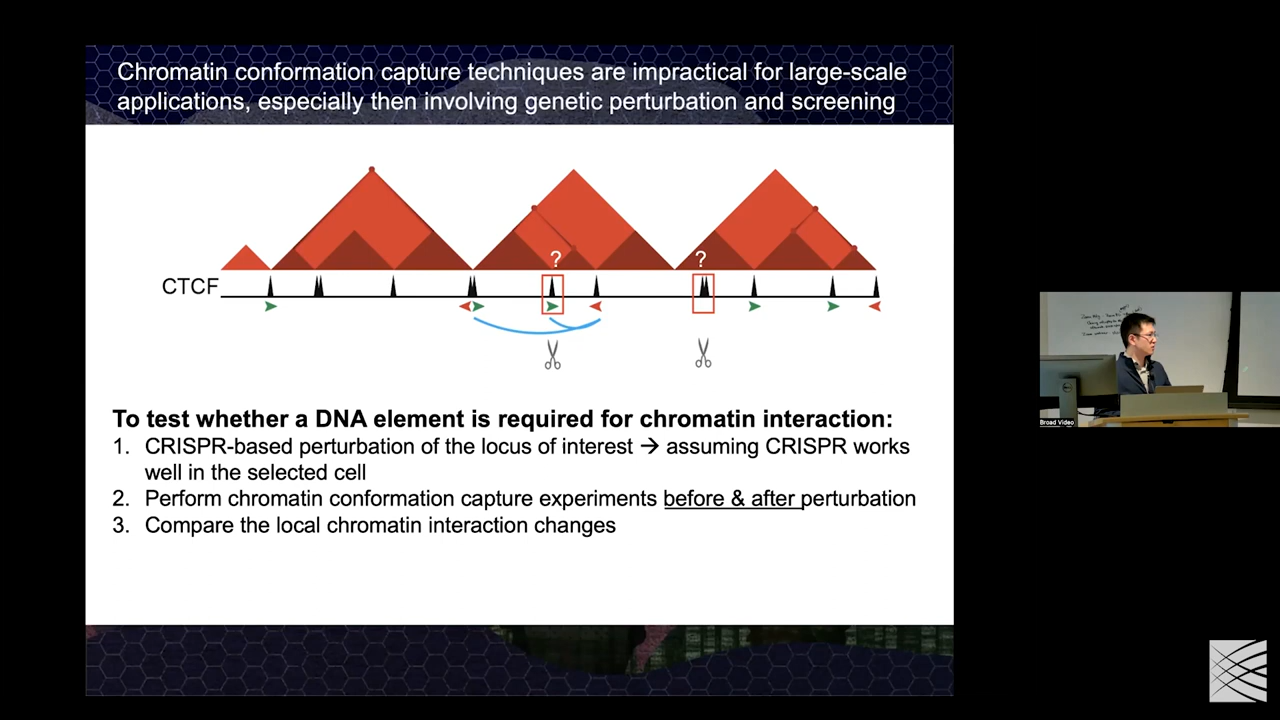 Chromatin conformation capture techniques are impractical for large-scale
applications, especially then involving genetic perturbation and screening
? ?
CTCF
To test whether a DNA element is required for chromatin interaction:
1. CRISPR-based perturbation of the locus of interest → assuming CRISPR works
well in the selected cell
2. Perform chromatin conformation capture experiments before & after perturbation
3. Compare the local chromatin interaction changes
Broad Video